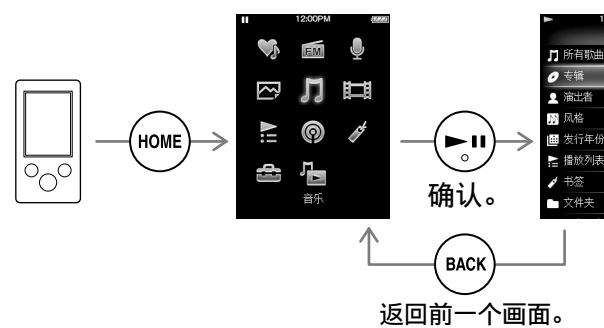 12:00PM
FM
音乐
HOME
确认。
1
所有歌曲
专辑
演出者
风格
发行年份
播放列表
书签
文件夹
BACK
返回前一个画面。